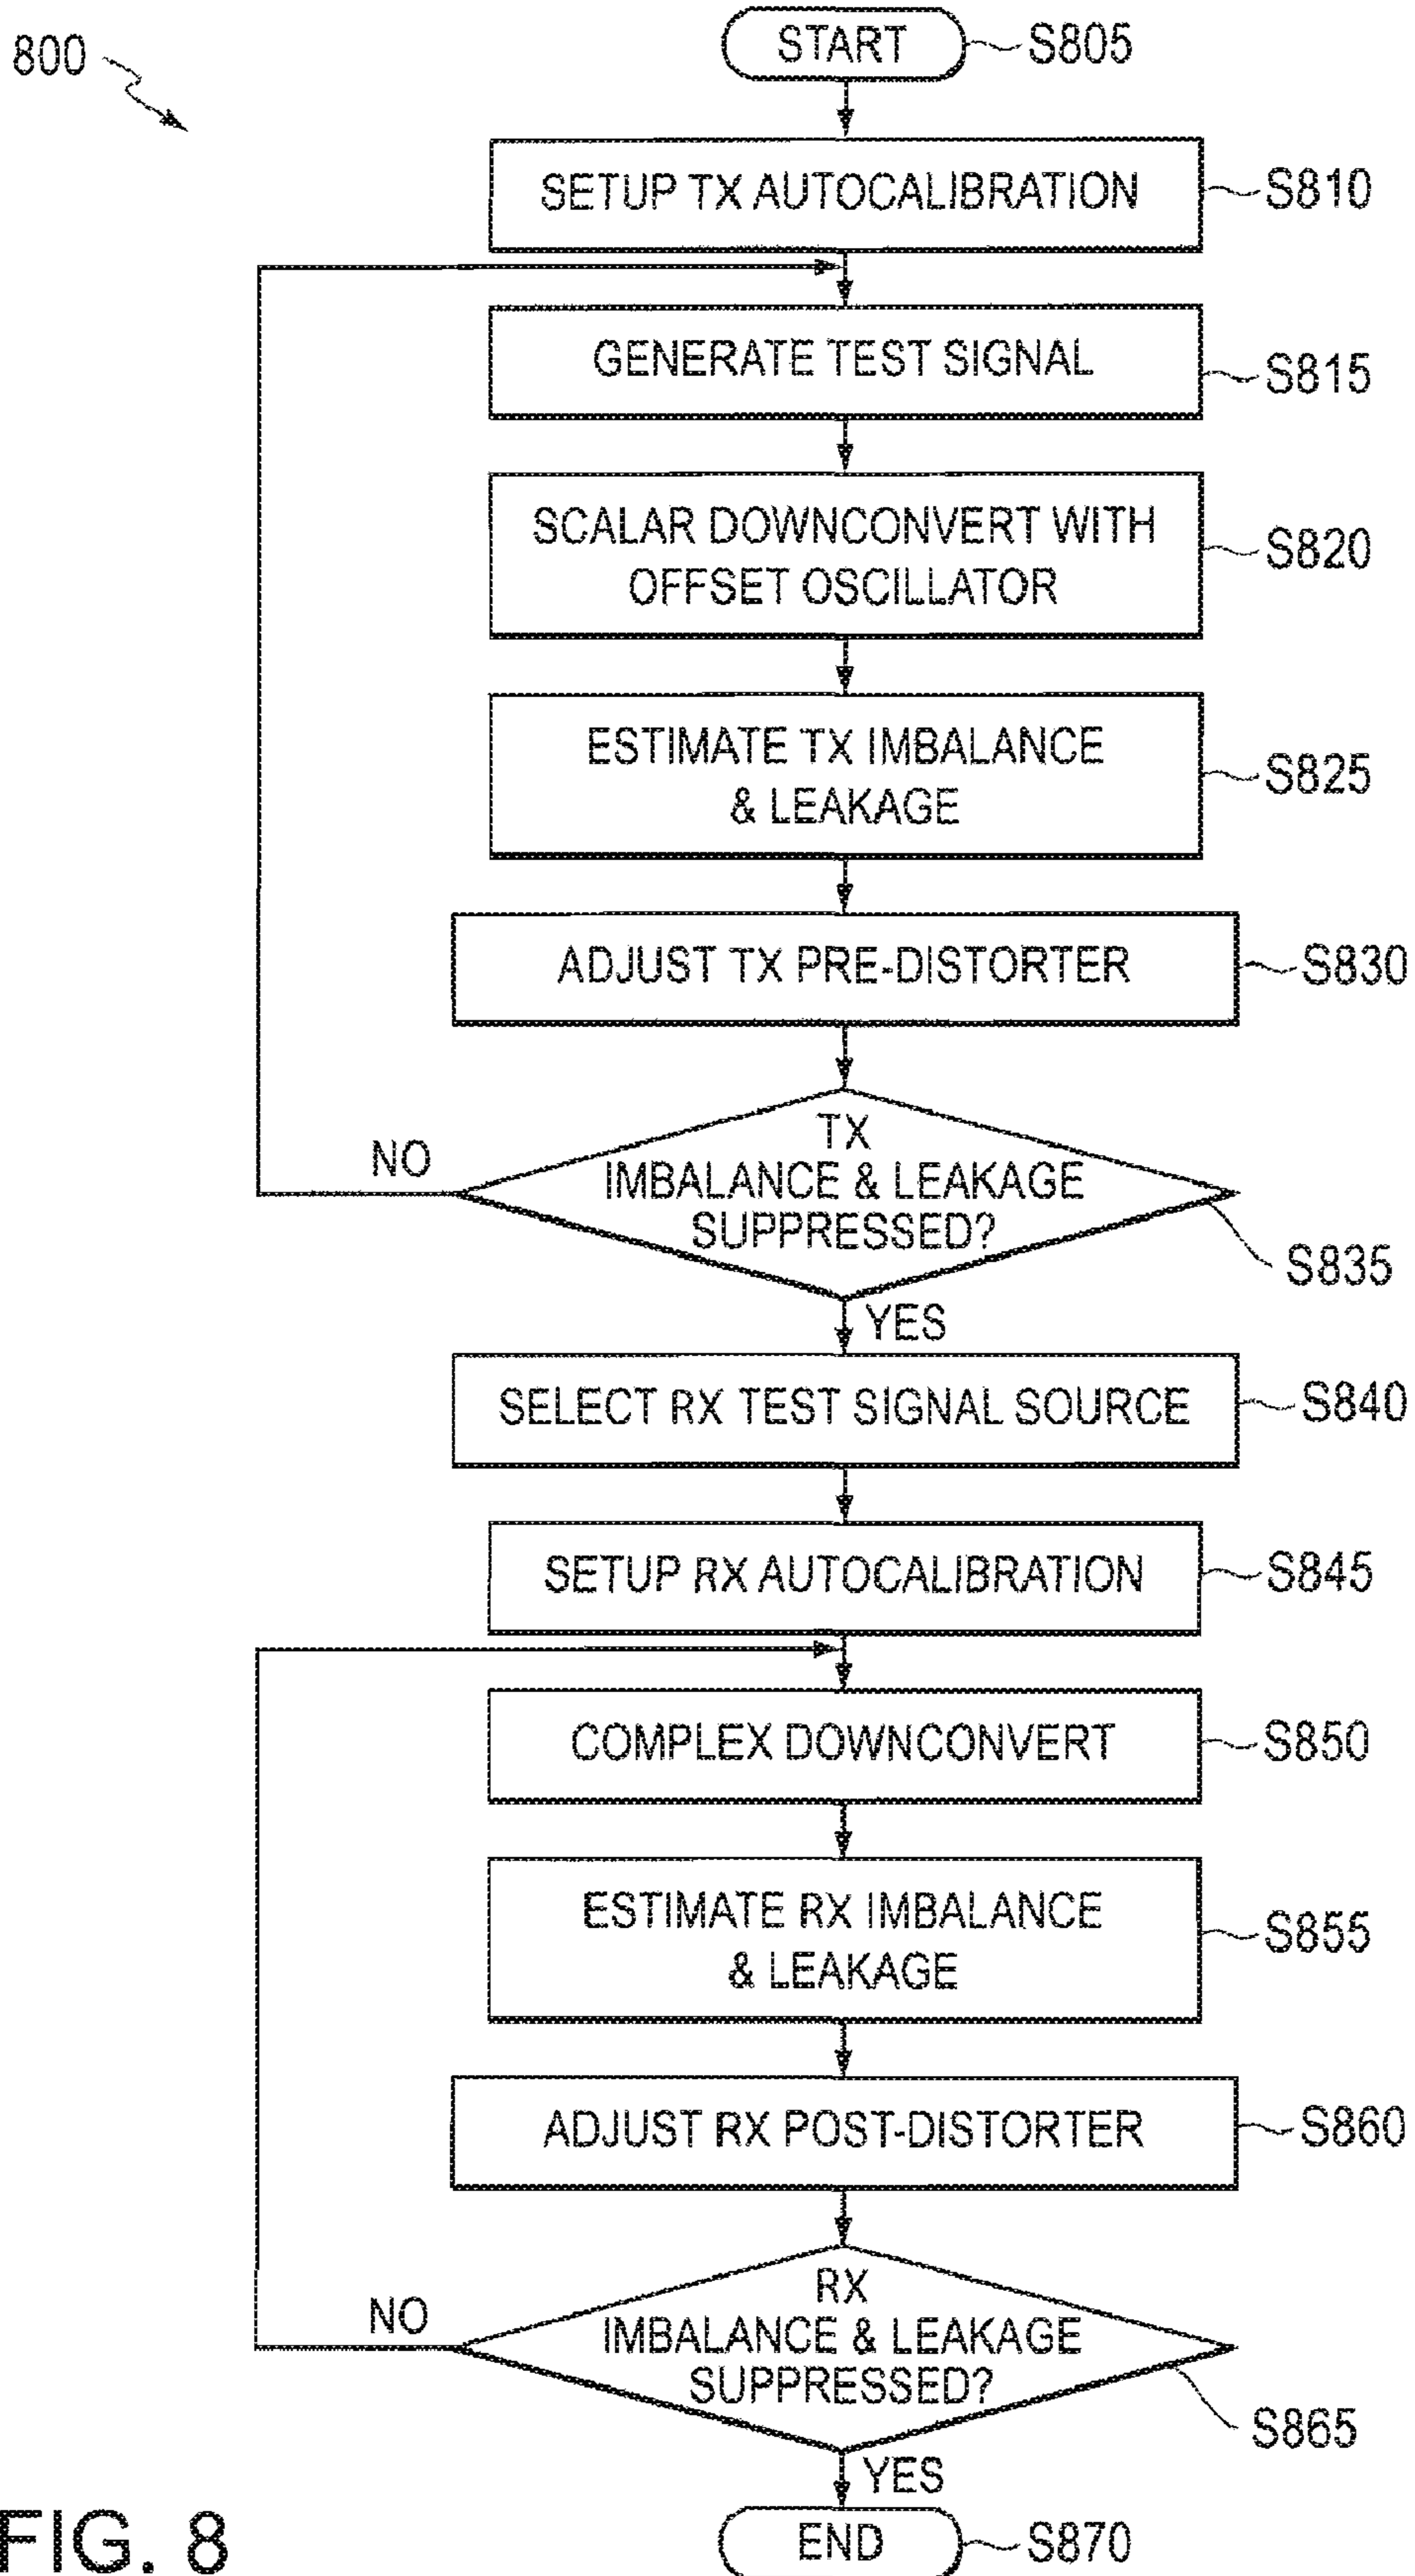 800
START
S805
SETUP TX AUTOCALIBRATION
S810
GENERATE TEST SIGNAL
S815
SCALAR DOWNCONVERT WITH
OFFSET OSCILLATOR
S820
ESTIMATE TX IMBALANCE
& LEAKAGE
S825
ADJUST TX PRE-DISTORTER
S830
TX
IMBALANCE & LEAKAGE
SUPPRESSED?
NO
S835
YES
SELECT RX TEST SIGNAL SOURCE
S840
SETUP RX AUTOCALIBRATION
S845
COMPLEX DOWNCONVERT
S850
ESTIMATE RX IMBALANCE
& LEAKAGE
S855
ADJUST RX POST-DISTORTER
S860
RX
IMBALANCE & LEAKAGE
SUPPRESSED?
NO
S865
YES
END
S870
FIG. 8